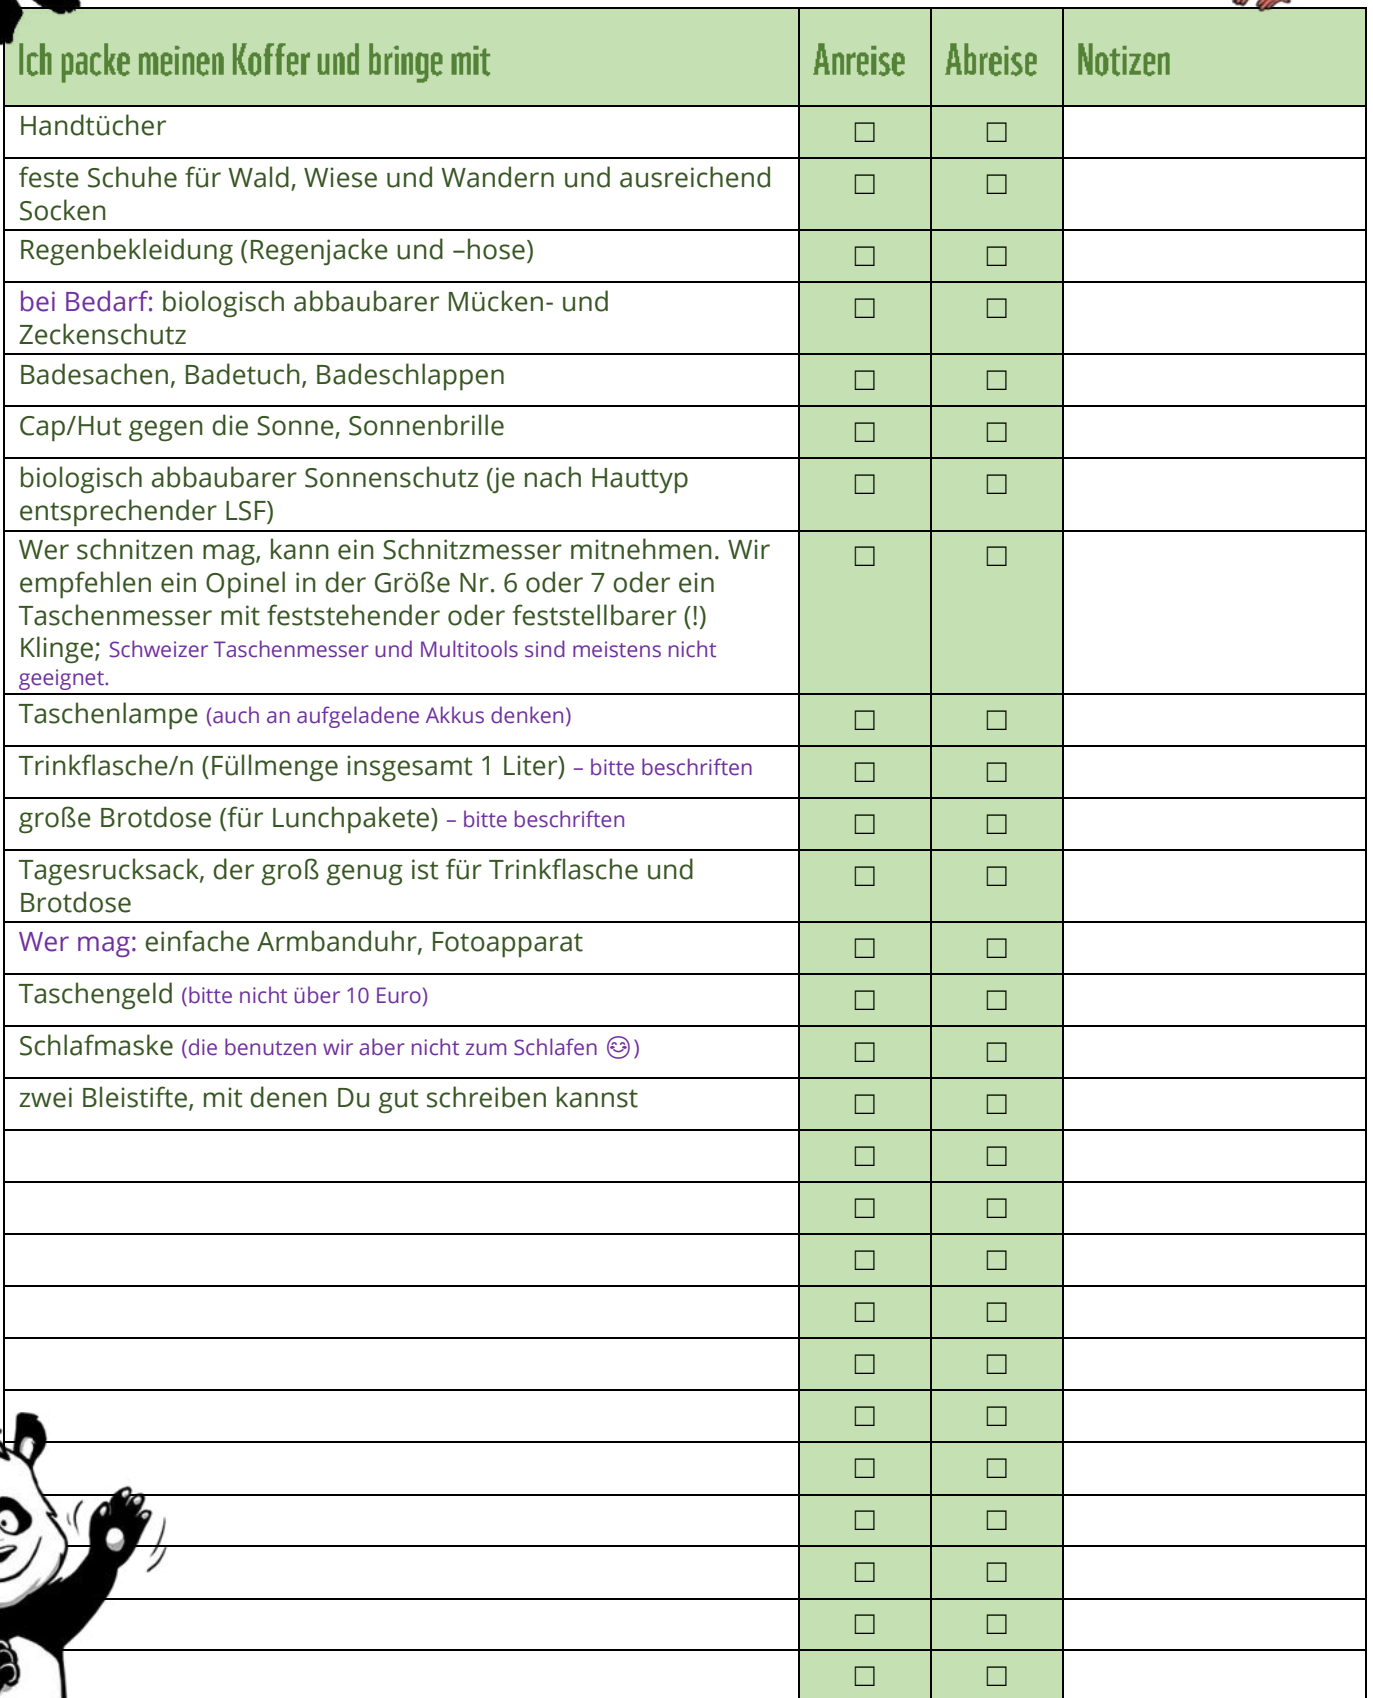 Ich packe meinen Koffer und bringe mit Anreise Abreise Notizen
Handtücher ☐ ☐
feste Schuhe für Wald, Wiese und Wandern und ausreichend ☐ ☐
Socken
Regenbekleidung (Regenjacke und –hose) ☐ ☐
bei Bedarf: biologisch abbaubarer Mücken- und ☐ ☐
Zeckenschutz
Badesachen, Badetuch, Badeschlappen ☐ ☐
Cap/Hut gegen die Sonne, Sonnenbrille ☐ ☐
biologisch abbaubarer Sonnenschutz (je nach Hauttyp ☐ ☐
entsprechender LSF)
Wer schnitzen mag, kann ein Schnitzmesser mitnehmen. Wir ☐ ☐
empfehlen ein Opinel in der Größe Nr. 6 oder 7 oder ein
Taschenmesser mit feststehender oder feststellbarer (!)
Klinge; Schweizer Taschenmesser und Multitools sind meistens nicht
geeignet.
Taschenlampe (auch an aufgeladene Akkus denken) ☐ ☐
Trinkflasche/n (Füllmenge insgesamt 1 Liter) – bitte beschriften ☐ ☐
große Brotdose (für Lunchpakete) – bitte beschriften ☐ ☐
Tagesrucksack, der groß genug ist für Trinkflasche und ☐ ☐
Brotdose
Wer mag: einfache Armbanduhr, Fotoapparat ☐ ☐
Taschengeld (bitte nicht über 10 Euro) ☐ ☐
Schlafmaske (die benutzen wir aber nicht zum Schlafen 😊) ☐ ☐
zwei Bleistifte, mit denen Du gut schreiben kannst ☐ ☐
☐ ☐
☐ ☐
☐ ☐
☐ ☐
☐ ☐
☐ ☐
☐ ☐
☐ ☐
☐ ☐
☐ ☐
☐ ☐